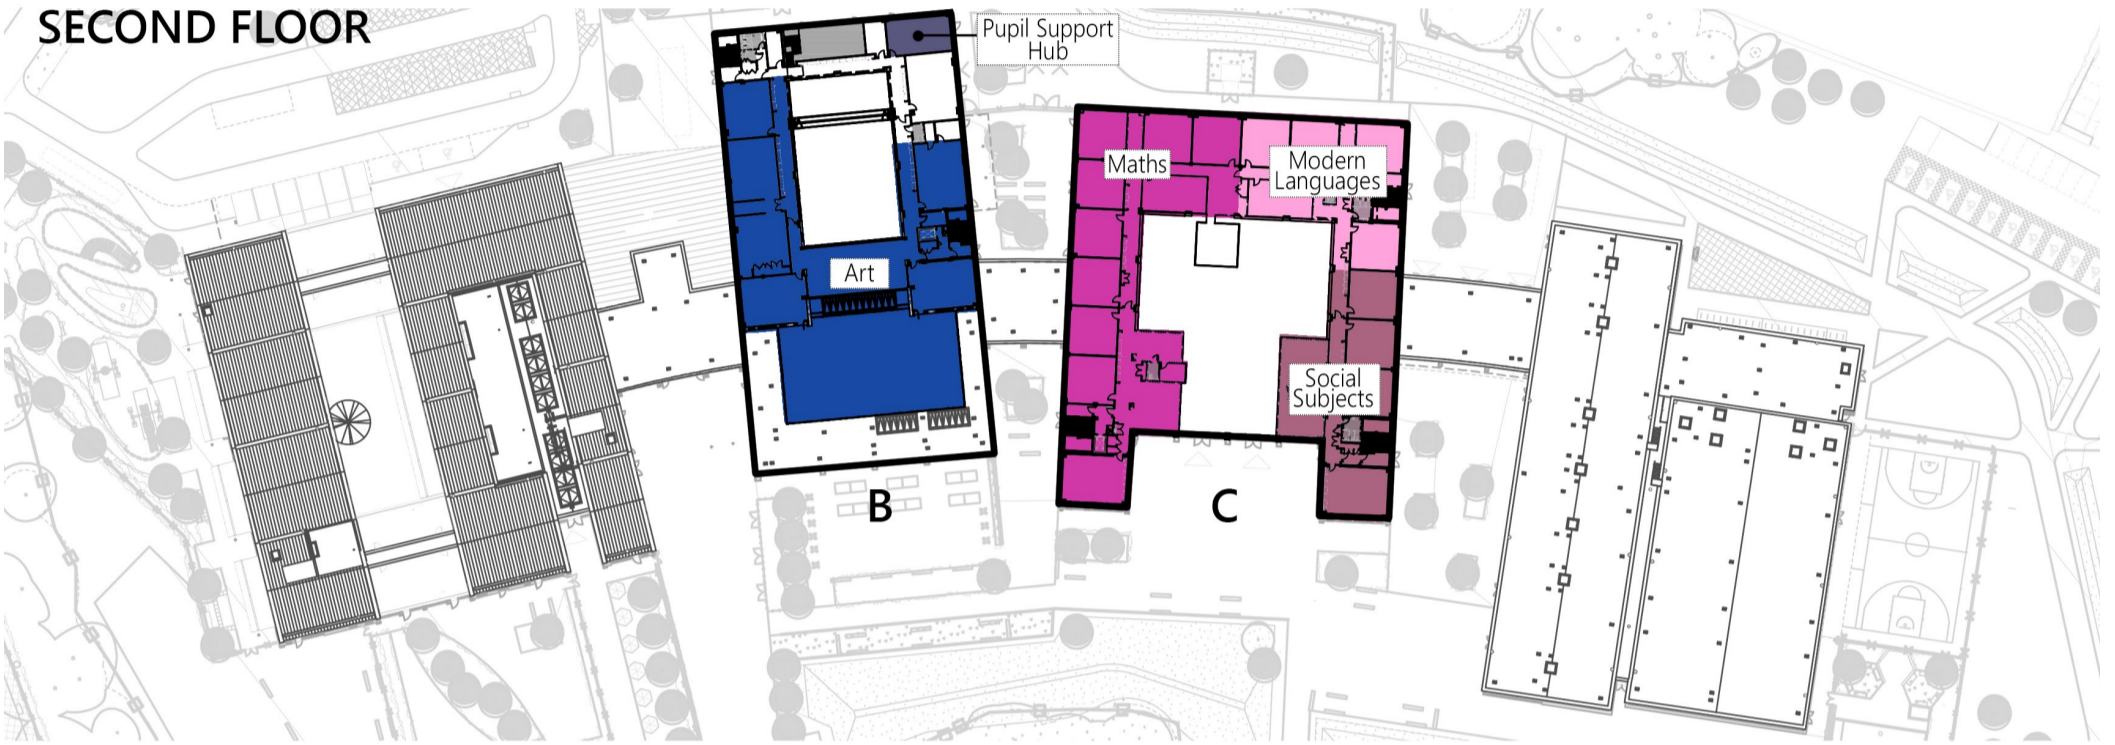 SECOND FLOOR
Pupil Support
Hub
Maths
Modern
Languages
Art
Social
Subjects
B
C